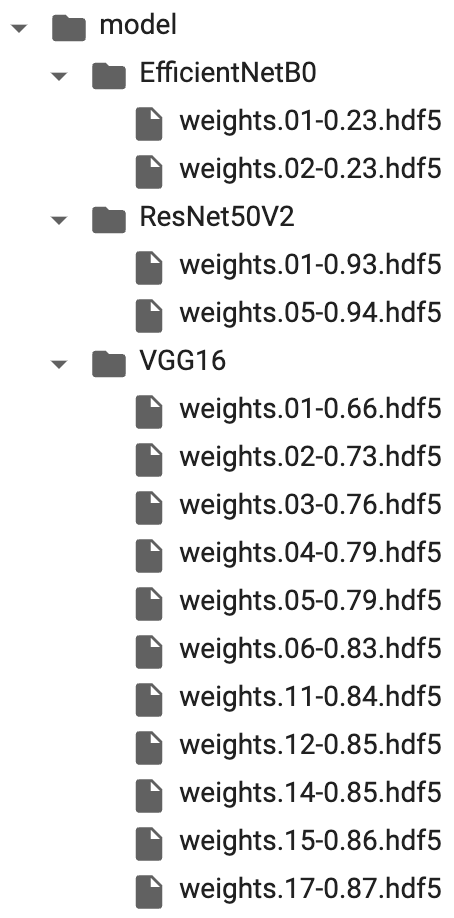 model
EfficientNetB0
weights.01-0.23.hdf5
weights.02-0.23.hdf5
ResNet50V2
weights.01-0.93.hdf5
weights.05-0.94.hdf5
VGG16
weights.01-0.66.hdf5
weights.02-0.73.hdf5
weights.03-0.76.hdf5
weights.04-0.79.hdf5
weights.05-0.79.hdf5
weights.06-0.83.hdf5
weights.11-0.84.hdf5
weights.12-0.85.hdf5
weights.14-0.85.hdf5
weights.15-0.86.hdf5
weights.17-0.87.hdf5